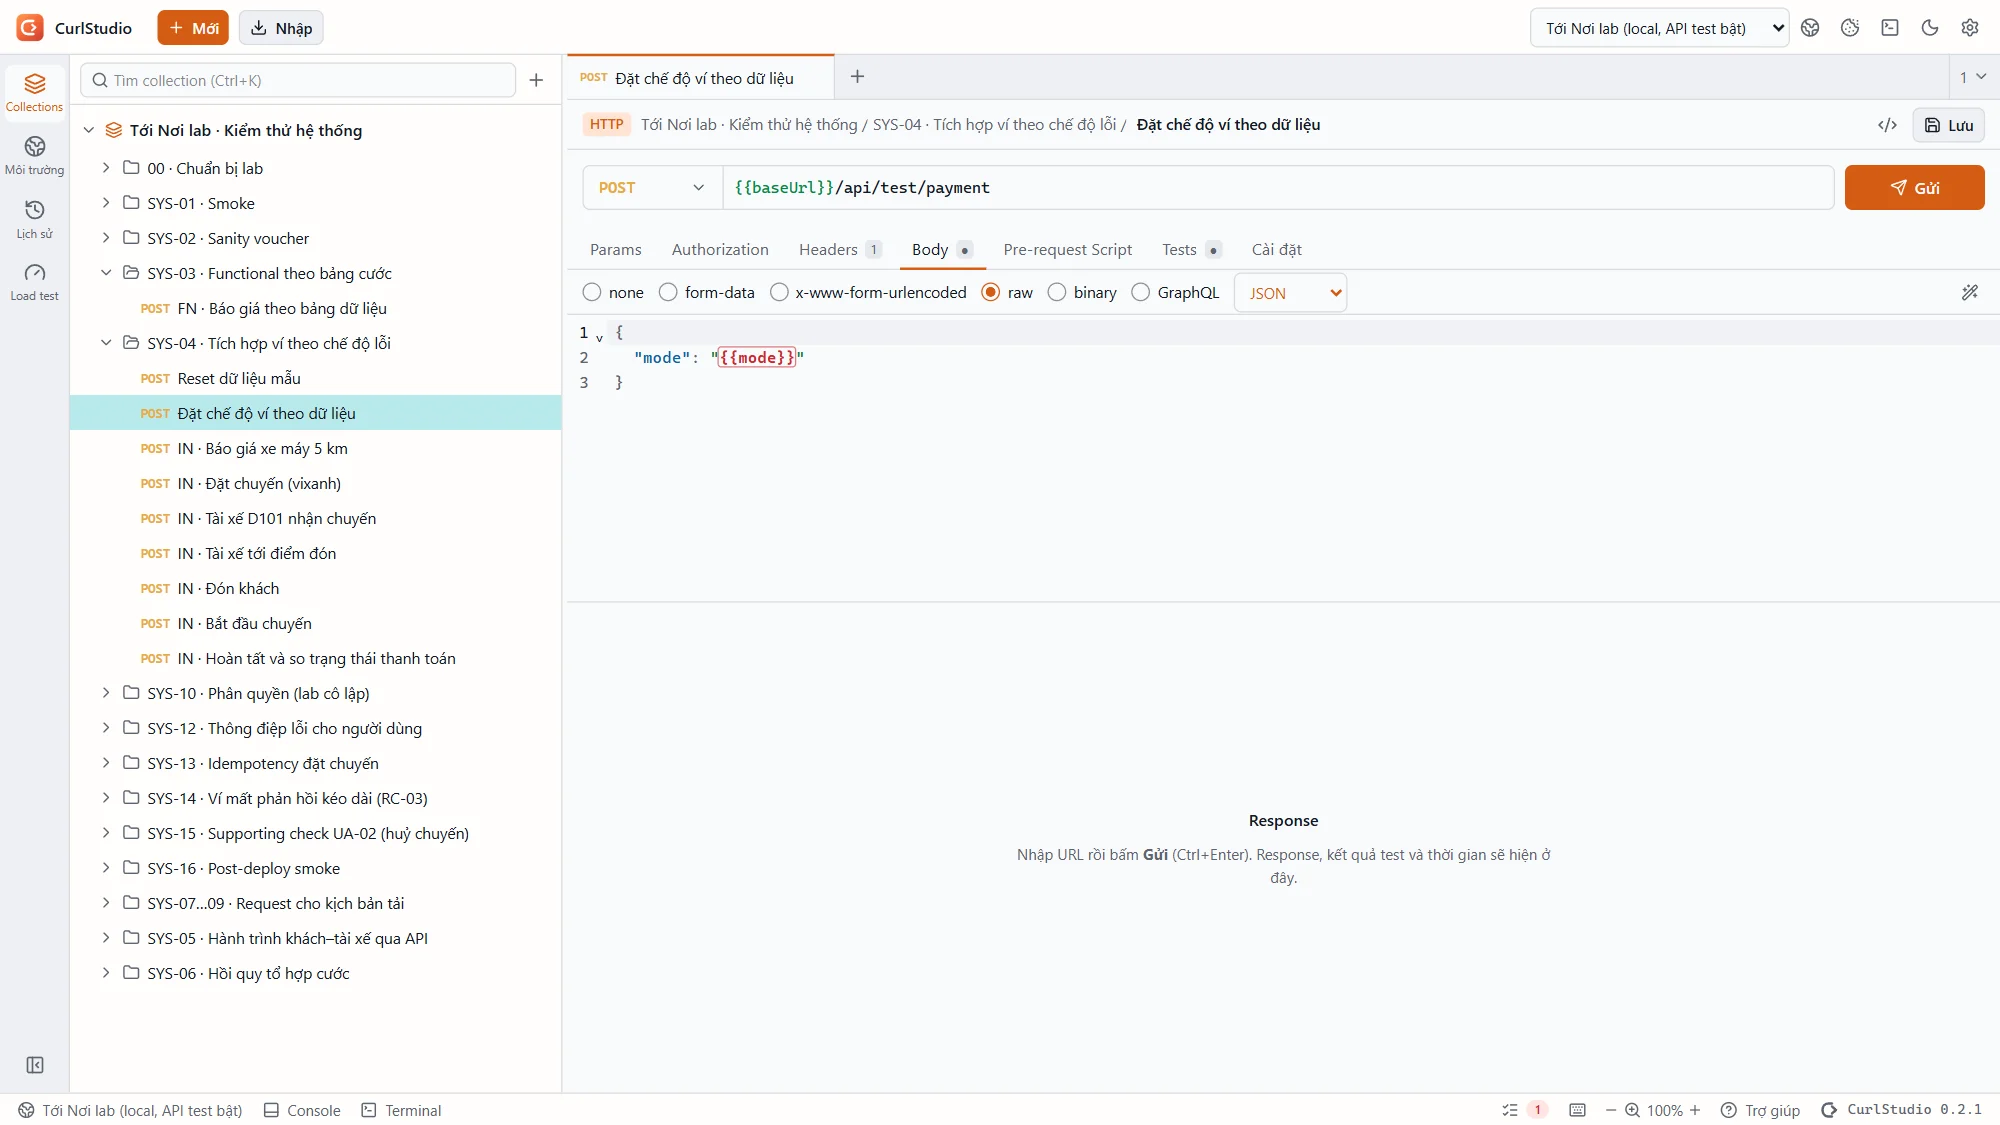 CurlStudio
Mới
Nhập
Tới Nơi lab (local, API test bật)
Collections
Môi trường
Lịch sử
Load test
Tìm collection (Ctrl+K)
Tới Nơi lab · Kiểm thử hệ thống
00 · Chuẩn bị lab
SYS-01 · Smoke
SYS-02 · Sanity voucher
SYS-03 · Functional theo bảng cước
POST FN · Báo giá theo bảng dữ liệu
SYS-04 · Tích hợp ví theo chế độ lỗi
POST Reset dữ liệu mẫu
POST Đặt chế độ ví theo dữ liệu
POST IN · Báo giá xe máy 5 km
POST IN · Đặt chuyến (vixanh)
POST IN · Tài xế D101 nhận chuyến
POST IN · Tài xế tới điểm đón
POST IN · Đón khách
POST IN · Bắt đầu chuyến
POST IN · Hoàn tất và so trạng thái thanh toán
SYS-10 · Phân quyền (lab cô lập)
SYS-12 · Thông điệp lỗi cho người dùng
SYS-13 · Idempotency đặt chuyến
SYS-14 · Ví mất phản hồi kéo dài (RC-03)
SYS-15 · Supporting check UA-02 (huỷ chuyến)
SYS-16 · Post-deploy smoke
SYS-07...09 · Request cho kịch bản tải
SYS-05 · Hành trình khách–tài xế qua API
SYS-06 · Hồi quy tổ hợp cước
POST Đặt chế độ ví theo dữ liệu
1
HTTP Tới Nơi lab · Kiểm thử hệ thống / SYS-04 · Tích hợp ví theo chế độ lỗi / Đặt chế độ ví theo dữ liệu
Lưu
POST {{baseUrl}}/api/test/payment
Gửi
Params Authorization Headers 1 Body Pre-request Script Tests Cài đặt
none form-data x-www-form-urlencoded raw binary GraphQL JSON
1 {
2 "mode": "{{mode}}"
3 }
Response
Nhập URL rồi bấm Gửi (Ctrl+Enter). Response, kết quả test và thời gian sẽ hiện ở
đây.
Tới Nơi lab (local, API test bật) Console Terminal
1 100% Trợ giúp CurlStudio 0.2.1